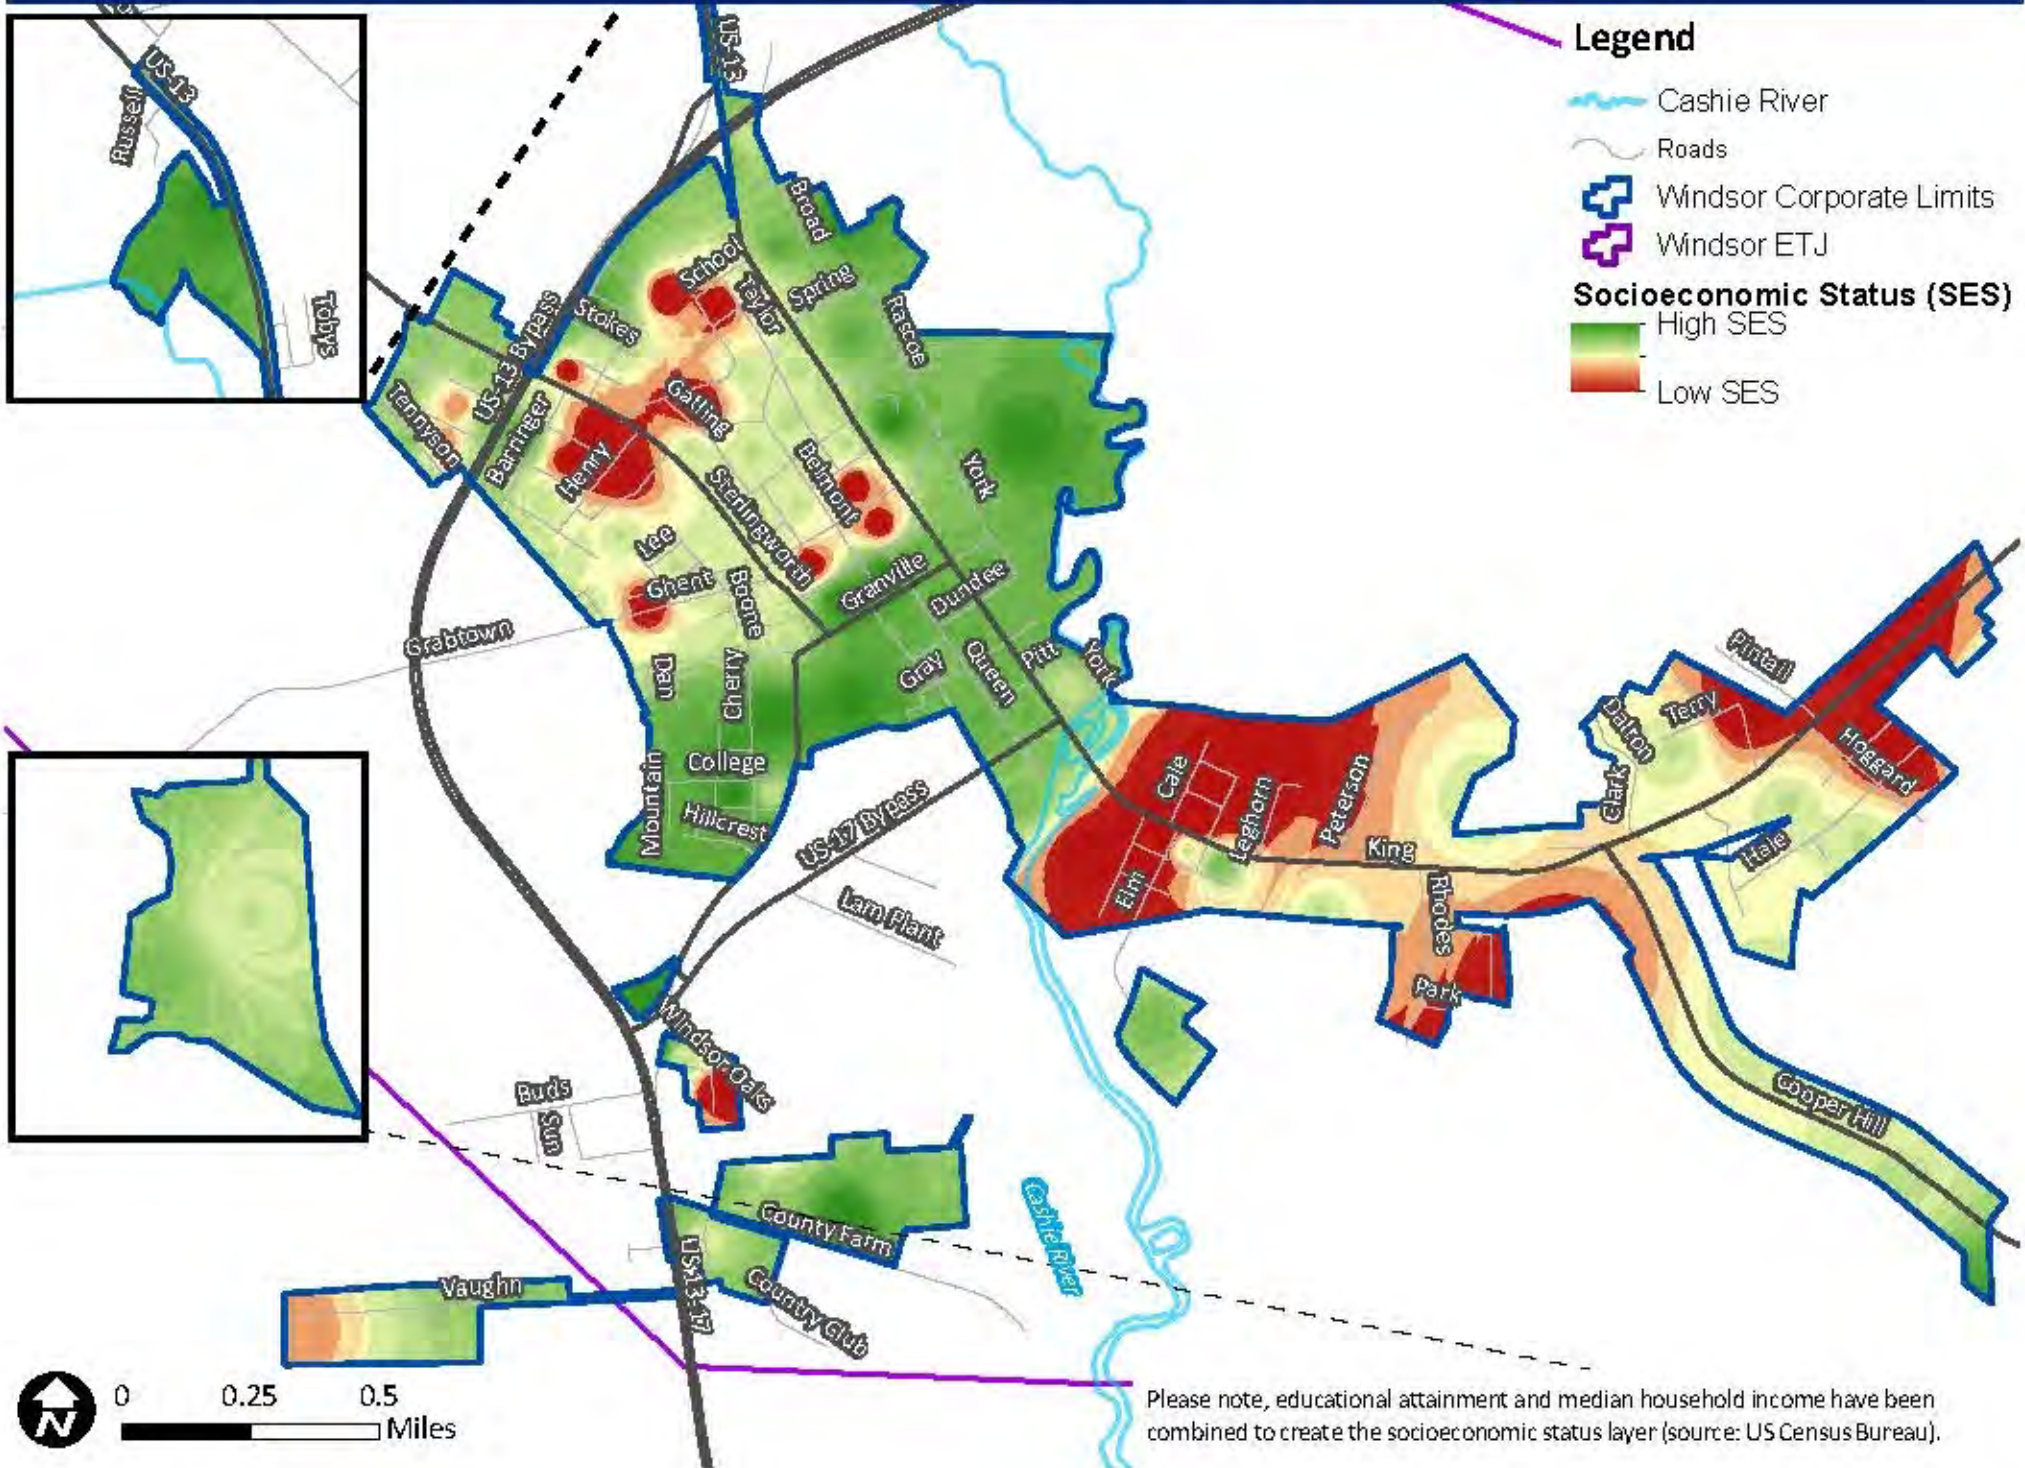 US-13
Russell
Tobys
US-13
Legend
Cashie River
Roads
Windsor Corporate Limits
Windsor ETJ
Socioeconomic Status (SES)
High SES
Low SES
Broad
School
Taylor
Spring
Rascoe
Stokes
US-13 Bypass
Tennyson
Barringer
Gatling
Henry
Belmont
York
Sterlingworth
Lee
Ghent
Boone
Granville
Dundee
Grabtown
Dan
Cherry
Gray
Queen
Pitt
York
Mountain
College
Hillcrest
US-17 Bypass
Lam Plant
Cale
Ieghorn
Peterson
Elm
King
Rhodes
Park
Pintail
Terry
Dalton
Clark
Hoggard
Hale
Cooper Hill
Windsor Oaks
Buds
Sun
County Farm
Country Club
US-13-17
Vaughn
Cashie River
N
0 0.25 0.5
Miles
Please note, educational attainment and median household income have been
combined to create the socioeconomic status layer (source: US Census Bureau).